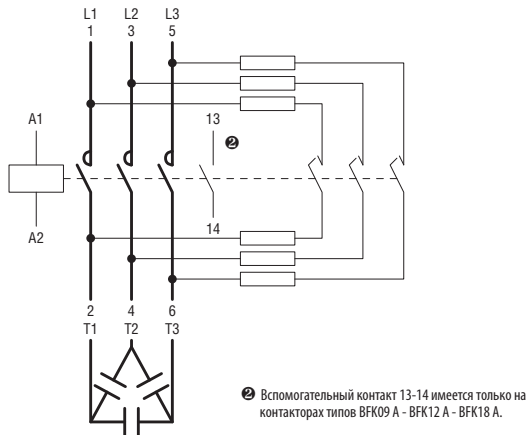 L1 L2 L3
1 3 5
A1
13
❷
A2
14
2 4 6
T1 T2 T3
❷ Вспомогательный контакт 13-14 имеется только на
контакторах типов BFK09 A - BFK12 A - BFK18 A.